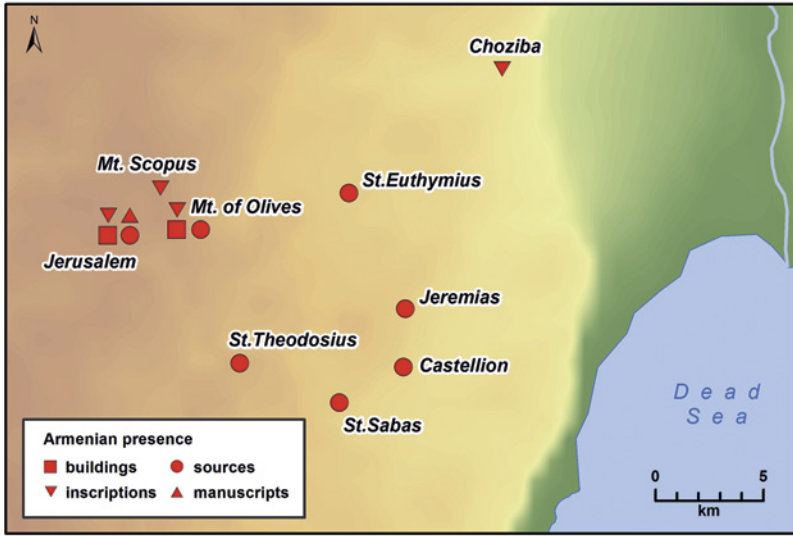 N
Choziba
Mt. Scopus
St.Euthymius
Mt. of Olives
Jerusalem
Jeremias
St.Theodosius
Castellion
Dead
Sea
St.Sabas
Armenian presence
buildings sources
inscriptions manuscripts
0 5
km